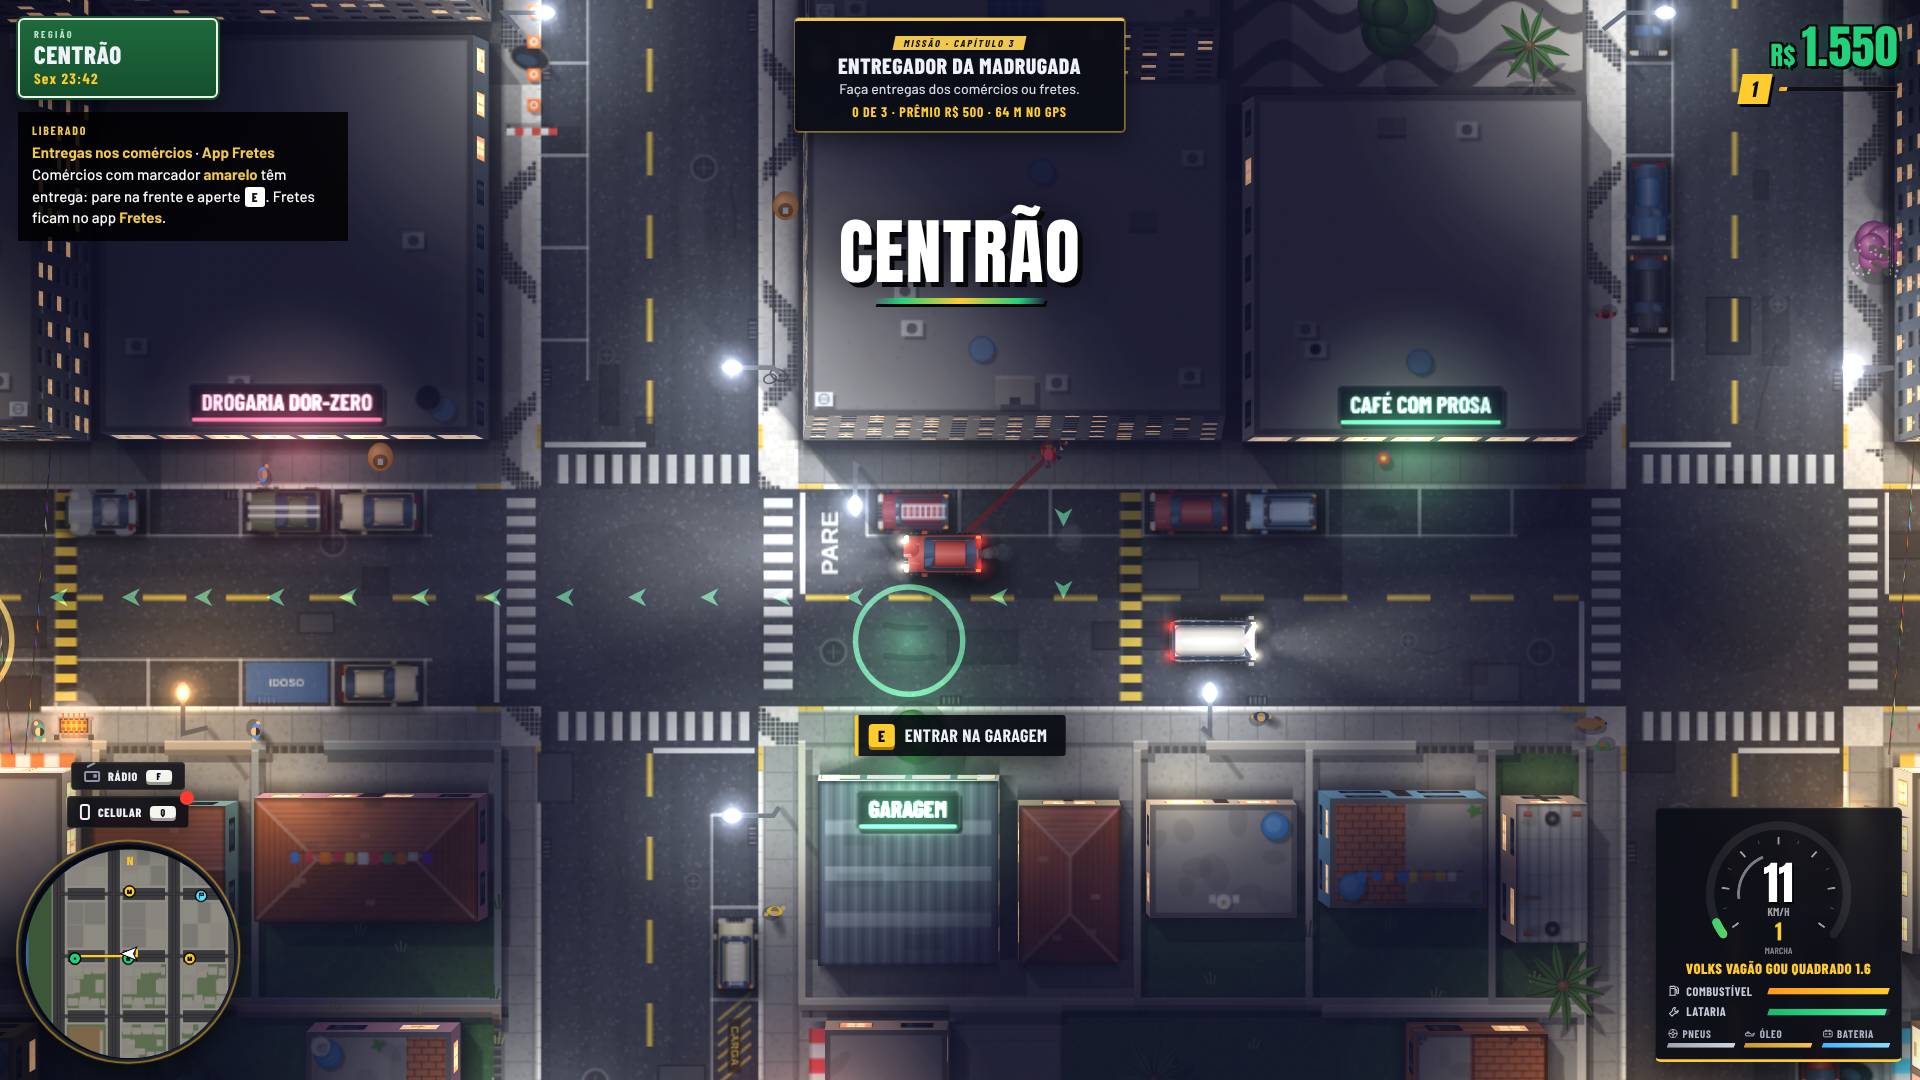 REGIÃO
CENTRÃO
Sex 23:42
LIBERADO
Entregas nos comércios · App Fretes
Comércios com marcador amarelo têm
entrega: pare na frente e aperte E. Fretes
ficam no app Fretes.
MISSÃO · CAPÍTULO 3
ENTREGADOR DA MADRUGADA
Faça entregas dos comércios ou fretes.
0 DE 3 · PRÊMIO R$ 500 · 64 M NO GPS
R$ 1.550
1
CENTRÃO
DROGARIA DOR-ZERO
CAFÉ COM PROSA
PARE
IDOSO
E ENTRAR NA GARAGEM
GARAGEM
RÁDIO F
CELULAR Q
N
CARGA
11
KM/H
1
MARCHA
VOLKS VAGÃO GOU QUADRADO 1.6
COMBUSTÍVEL
LATARIA
PNEUS ÓLEO BATERIA